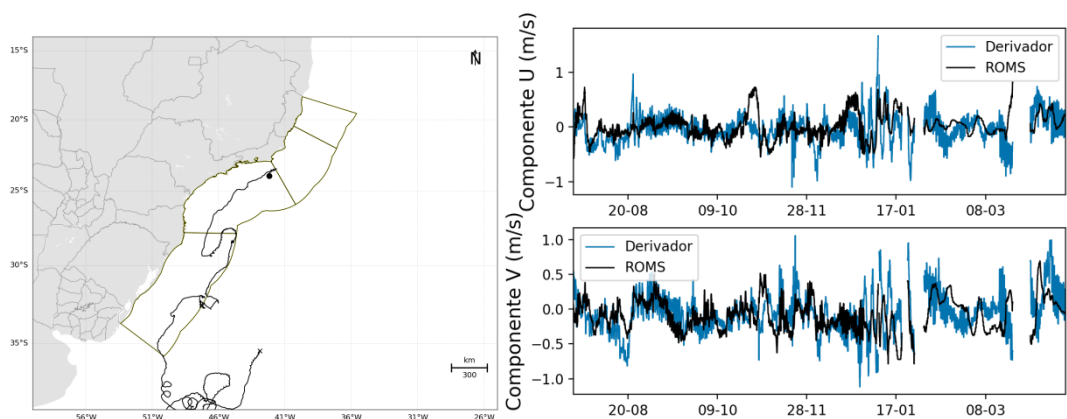 15°S
20°S
25°S
30°S
35°S
56°W
51°W
46°W
41°W
36°W
31°W
26°W
N
km
300
Componente U (m/s)
1
0
−1
Derivador
ROMS
20-08
09-10
28-11
17-01
08-03
Componente V (m/s)
1.0
0.5
0.0
−0.5
−1.0
Derivador
ROMS
20-08
09-10
28-11
17-01
08-03